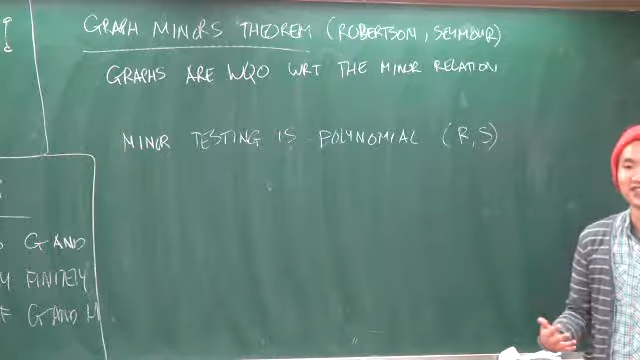 GRAPH MINORS THEOREM (ROBERTSON, SEYMOUR)
GRAPHS ARE WQO WRT THE MINOR RELATION
MINOR TESTING IS POLYNOMIAL (R, S)
G AND
FINITELY
G AND H